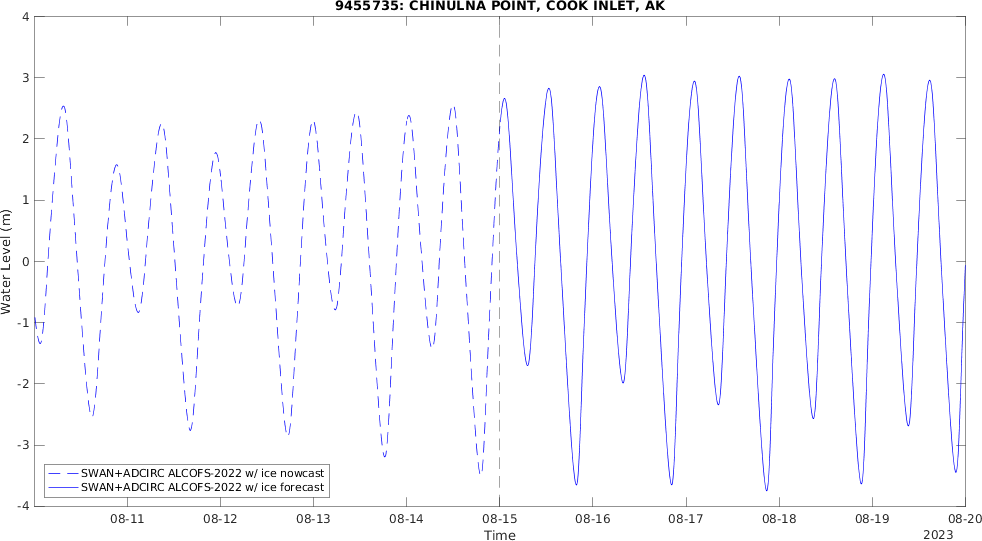 9455735: CHINULNA POINT, COOK INLET, AK
4
3
2
1
0
-1
-2
-3
-4
Water Level (m)
SWAN+ADCIRC ALCOFS-2022 w/ ice nowcast
SWAN+ADCIRC ALCOFS-2022 w/ ice forecast
08-11 08-12 08-13 08-14 08-15 08-16 08-17 08-18 08-19 08-20
Time
2023